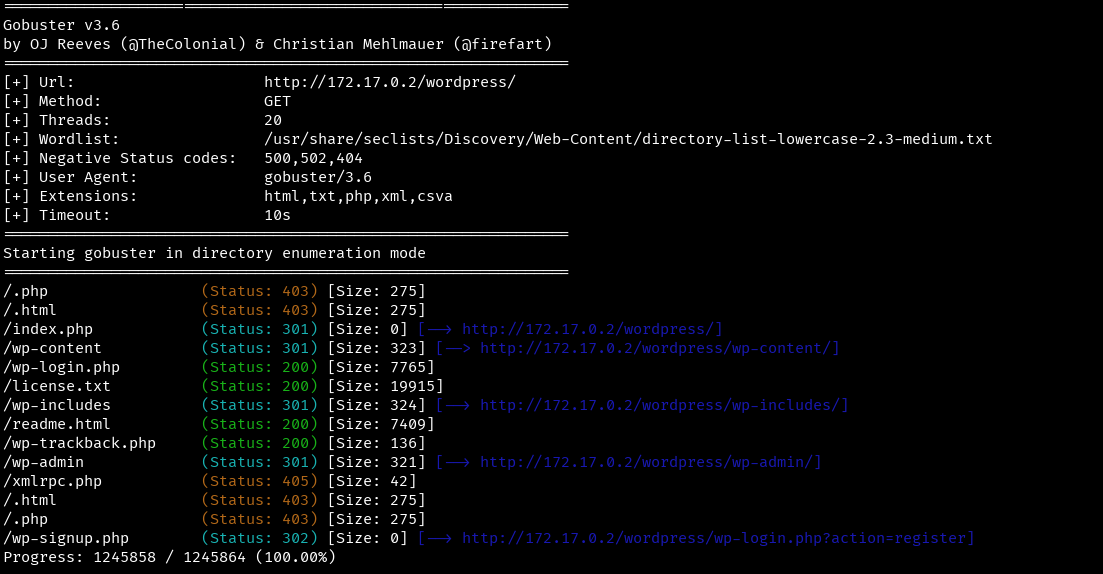 ===============================================================
Gobuster v3.6
by OJ Reeves (@TheColonial) & Christian Mehlmauer (@firefart)
===============================================================
[+] Url:                     http://172.17.0.2/wordpress/
[+] Method:                  GET
[+] Threads:                 20
[+] Wordlist:                /usr/share/seclists/Discovery/Web-Content/directory-list-lowercase-2.3-medium.txt
[+] Negative Status codes:   500,502,404
[+] User Agent:              gobuster/3.6
[+] Extensions:              html,txt,php,xml,csva
[+] Timeout:                 10s
===============================================================
Starting gobuster in directory enumeration mode
===============================================================
/.php                 (Status: 403) [Size: 275]
/.html                (Status: 403) [Size: 275]
/index.php            (Status: 301) [Size: 0] [--> http://172.17.0.2/wordpress/]
/wp-content           (Status: 301) [Size: 323] [--> http://172.17.0.2/wordpress/wp-content/]
/wp-login.php         (Status: 200) [Size: 7765]
/license.txt          (Status: 200) [Size: 19915]
/wp-includes          (Status: 301) [Size: 324] [--> http://172.17.0.2/wordpress/wp-includes/]
/readme.html          (Status: 200) [Size: 7409]
/wp-trackback.php     (Status: 200) [Size: 136]
/wp-admin             (Status: 301) [Size: 321] [--> http://172.17.0.2/wordpress/wp-admin/]
/xmlrpc.php           (Status: 405) [Size: 42]
/.html                (Status: 403) [Size: 275]
/.php                 (Status: 403) [Size: 275]
/wp-signup.php        (Status: 302) [Size: 0] [--> http://172.17.0.2/wordpress/wp-login.php?action=register]
Progress: 1245858 / 1245864 (100.00%)